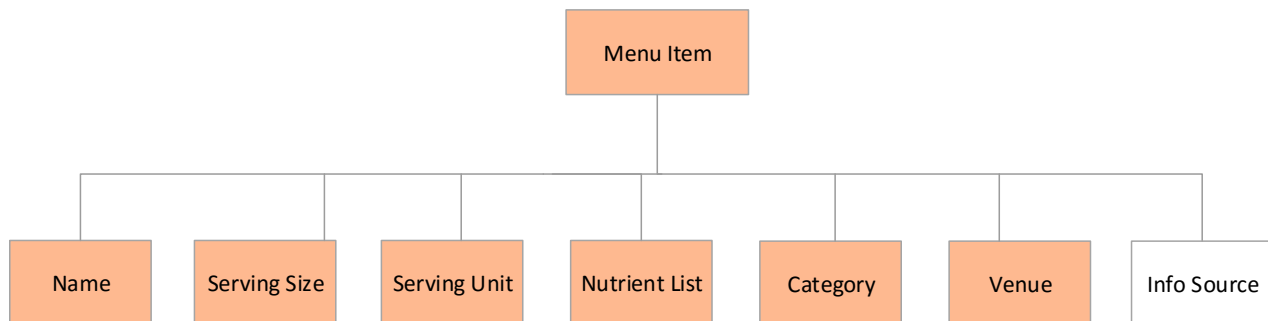 Menu Item
Name
Serving Size
Serving Unit
Nutrient List
Category
Venue
Info Source